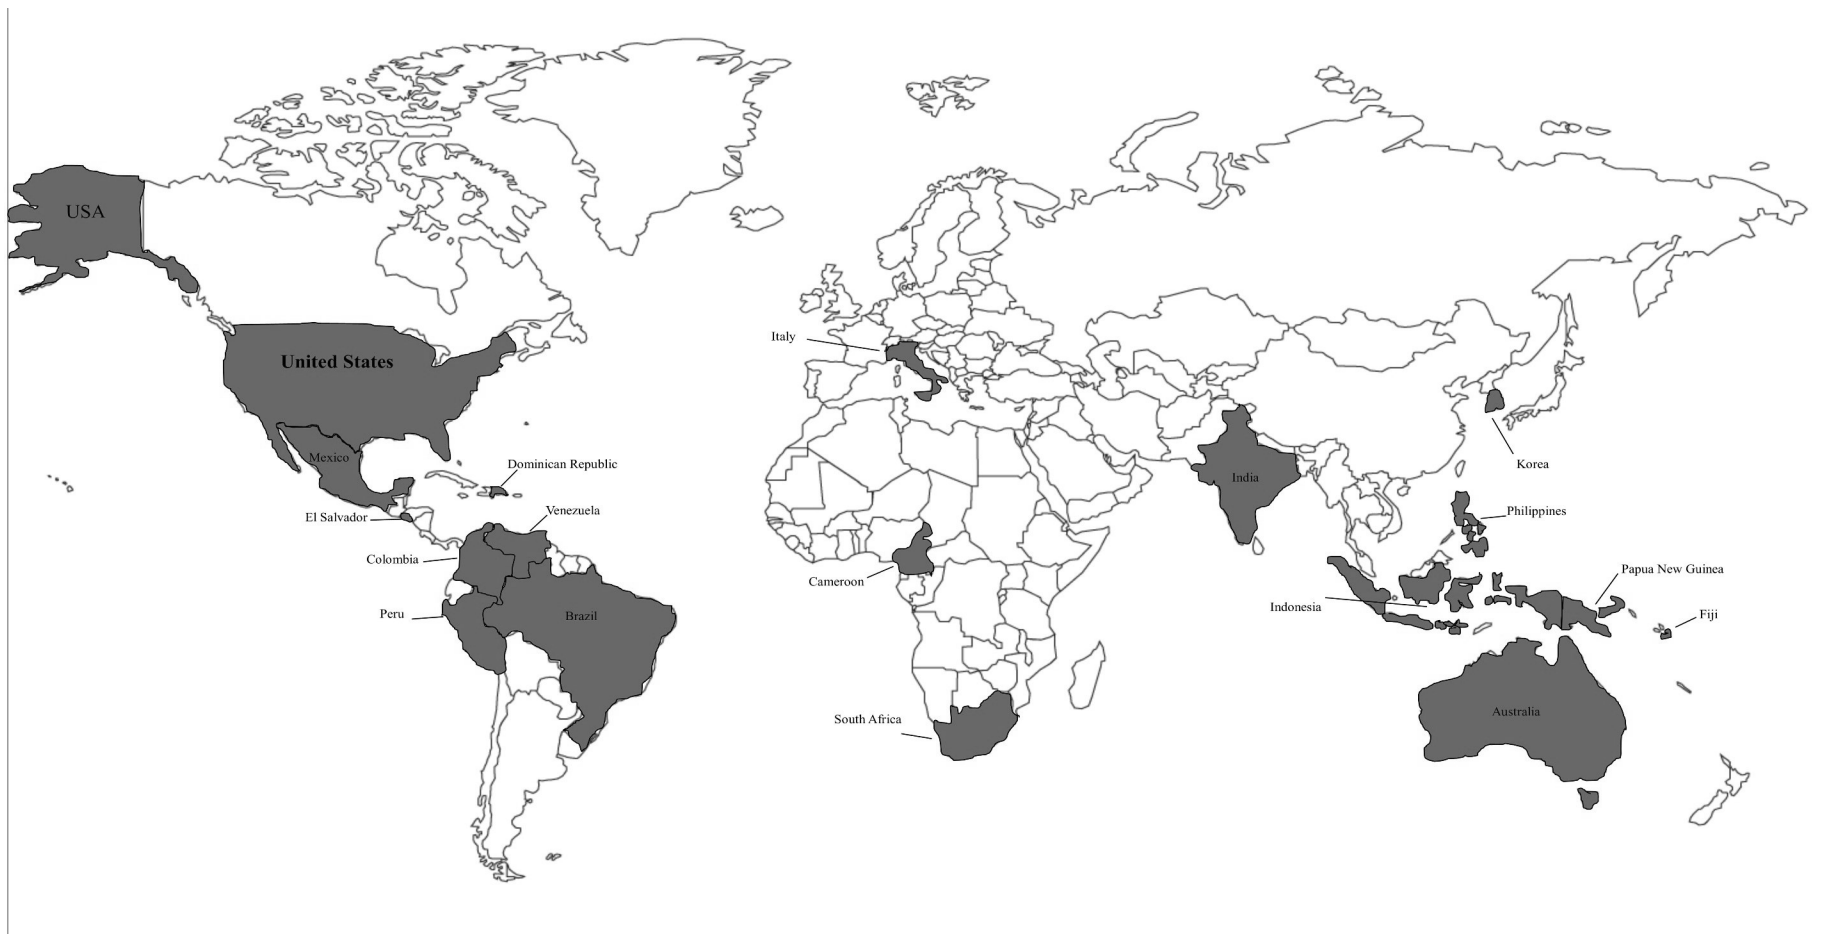 USA
Italy
United States
Mexico
Dominican Republic
Korea
India
El Salvador
Venezuela
Philippines
Colombia
Cameroon
Papua New Guinea
Indonesia
Peru
Brazil
Fiji
South Africa
Australia